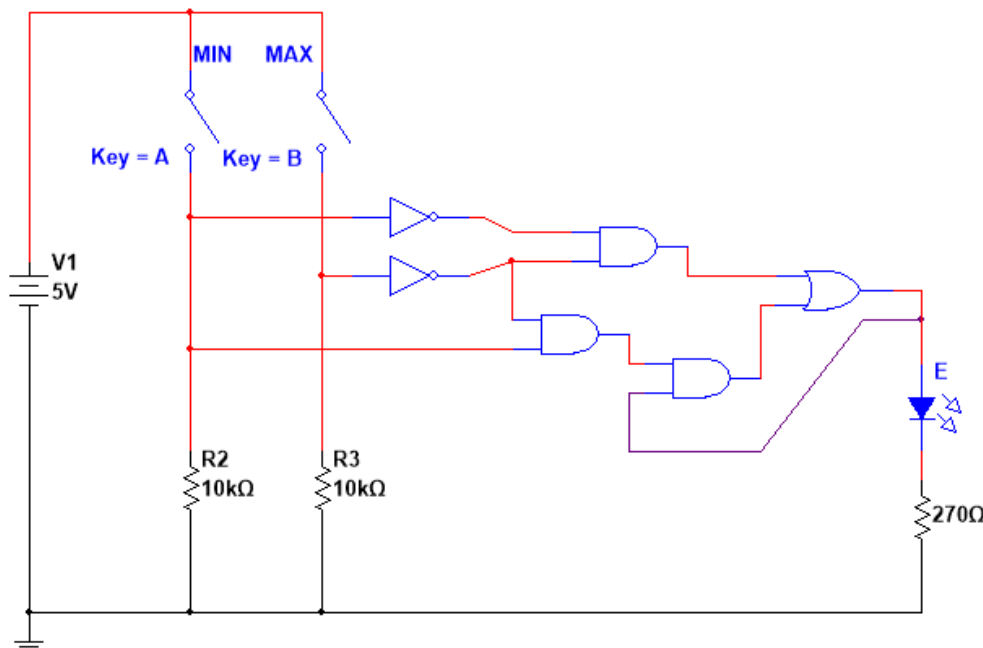 MIN MAX
Key = A Key = B
V1
5V
E
R2 R3
10kΩ 10kΩ
270Ω